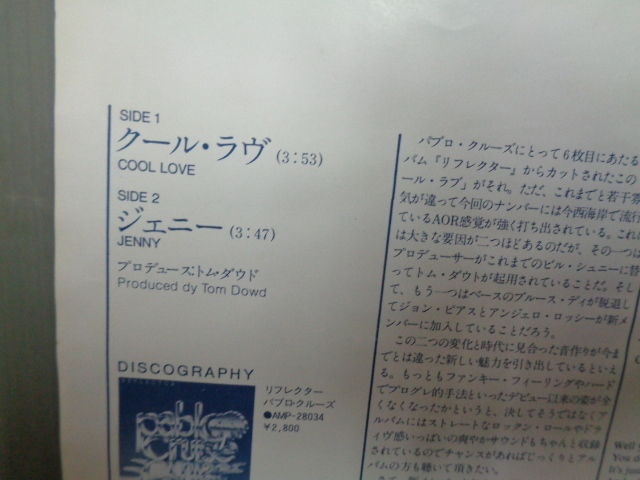 SIDE 1
クール・ラヴ (3:53)
COOL LOVE
SIDE 2
ジェニー (3:47)
JENNY
プロデュース:トム・ダウド
Produced dy Tom Dowd
DISCOGRAPHY
pablo
cruise
リフレクター
パブロ・クルーズ
●AMP-28034
¥2,800
パブロ・クルーズにとって6枚目にあたる
バム『リフレクター』からカットされたこの
ール・ラブ」がそれ。ただ、これまでと若干雰
気が違って今回のナンバーには今西海岸で流行
ているAOR感覚が強く打ち出されている。これに
は大きな要因が二つほどあるのだが、その一つは
プロデューサーがこれまでのビル・シュニーに替
ってトム・ダウトが起用されていることだ。そし
て、もう一つはベースのブルース・デイが脱退し
てジョン・ピアスとアンジェロ・ロッシーが新メ
ンバーに加入していることだろう。
この二つの変化と時代に見合った音作りが今ま
でとは違った新しい魅力を引き出しているといえ
る。もっともファンキー・フィーリングやハード
でプログレ的手法といったデビュー以来の姿が全
くなくなったかというと、決してそうではなくア
ルバムにはストレートなロックン・ロールやドラ
イヴ感いっぱいの爽やかサウンドもちゃんと収録
されているのでチャンスがあればじっくりとアル
バムの方も聴いて頂きたい。
Well
You d
It's jus